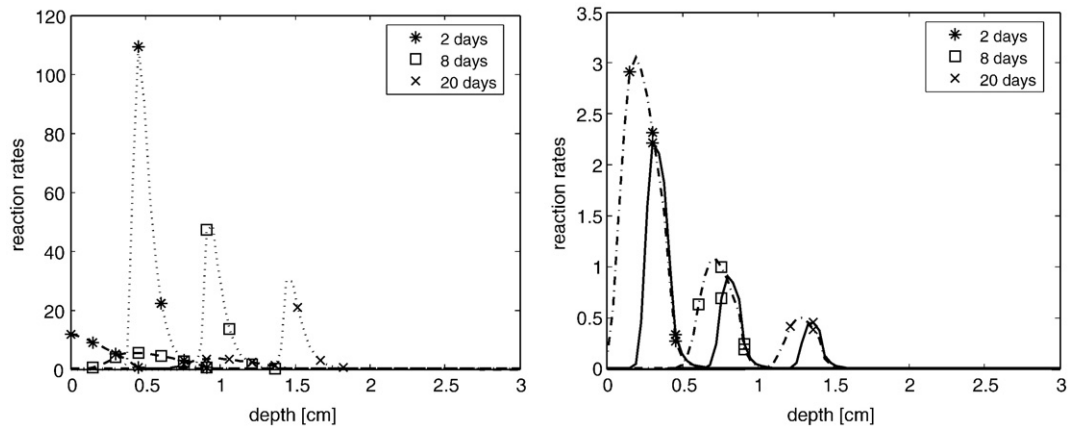 120
100
80
60
40
20
0
reaction rates
2 days
8 days
20 days
0 0.5 1 1.5 2 2.5 3
depth [cm]
3.5
3
2.5
2
1.5
1
0.5
0
reaction rates
2 days
8 days
20 days
0 0.5 1 1.5 2 2.5 3
depth [cm]